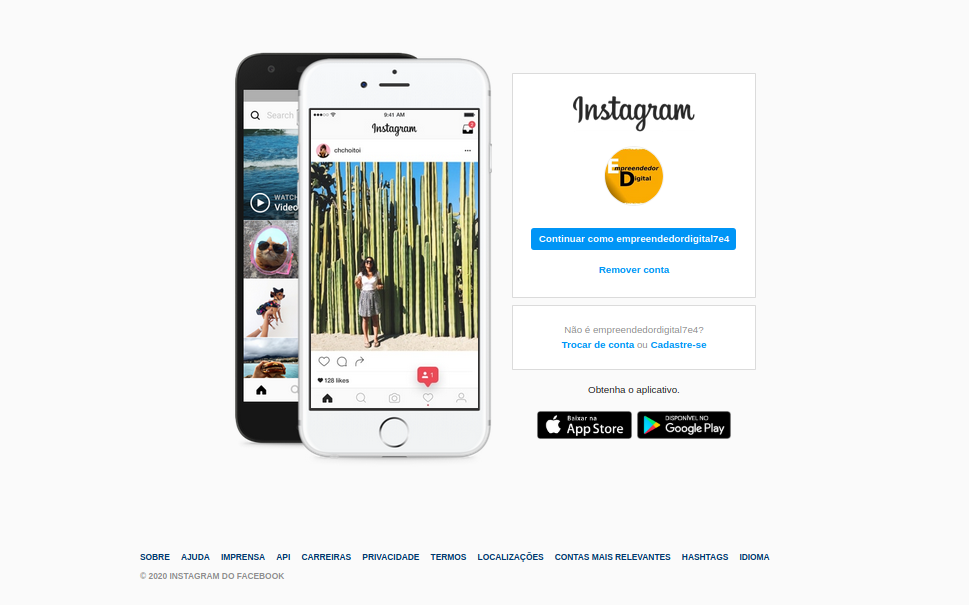 Search
WATCH
Video
9:41 AM
Instagram
chchoitoi
128 likes
1
Instagram
Empreendedor
Digital
Continuar como empreendedordigital7e4
Remover conta
Não é empreendedordigital7e4?
Trocar de conta ou Cadastre-se
Obtenha o aplicativo.
Baixar na
App Store
DISPONÍVEL NO
Google Play
SOBRE AJUDA IMPRENSA API CARREIRAS PRIVACIDADE TERMOS LOCALIZAÇÕES CONTAS MAIS RELEVANTES HASHTAGS IDIOMA
© 2020 INSTAGRAM DO FACEBOOK